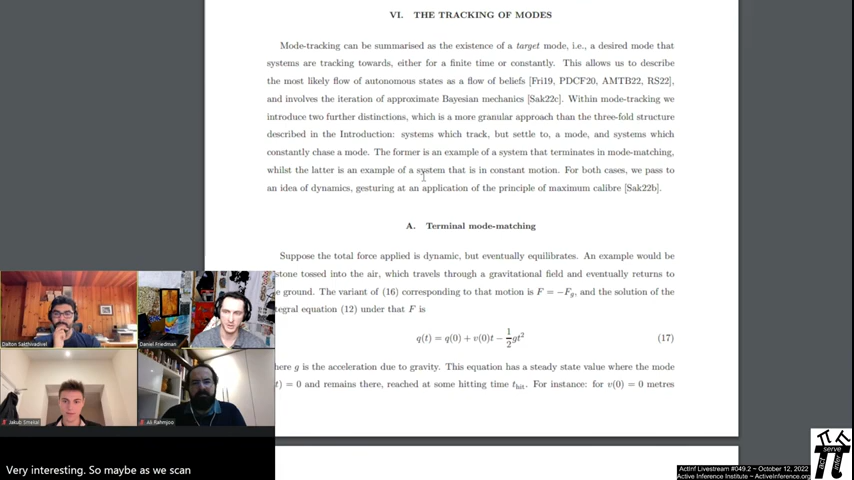 VI. THE TRACKING OF MODES
Mode-tracking can be summarised as the existence of a target mode, i.e., a desired mode that
systems are tracking towards, either for a finite time or constantly. This allows us to describe
the most likely flow of autonomous states as a flow of beliefs [Fri19, PDCF20, AMTB22, RS22],
and involves the iteration of approximate Bayesian mechanics [Sak22c]. Within mode-tracking we
introduce two further distinctions, which is a more granular approach than the three-fold structure
described in the Introduction: systems which track, but settle to, a mode, and systems which
constantly chase a mode. The former is an example of a system that terminates in mode-matching,
whilst the latter is an example of a system that is in constant motion. For both cases, we pass to
an idea of dynamics, gesturing at an application of the principle of maximum calibre [Sak22b].
A. Terminal mode-matching
Suppose the total force applied is dynamic, but eventually equilibrates. An example would be
stone tossed into the air, which travels through a gravitational field and eventually returns to
e ground. The variant of (16) corresponding to that motion is F = −F_g, and the solution of the
tegral equation (12) under that F is
q(t) = q(0) + v(0)t − 1/2 gt² (17)
here g is the acceleration due to gravity. This equation has a steady state value where the mode
t) = 0 and remains there, reached at some hitting time t_hit. For instance: for v(0) = 0 metres
Dalton Sakthivadivel
Daniel Friedman
Jakub Smekal
Ali Rahmjoo
Very interesting. So maybe as we scan
act
serve
infer
ActInf Livestream #049.2 ~ October 12, 2022
Active Inference Institute ~ ActiveInference.org